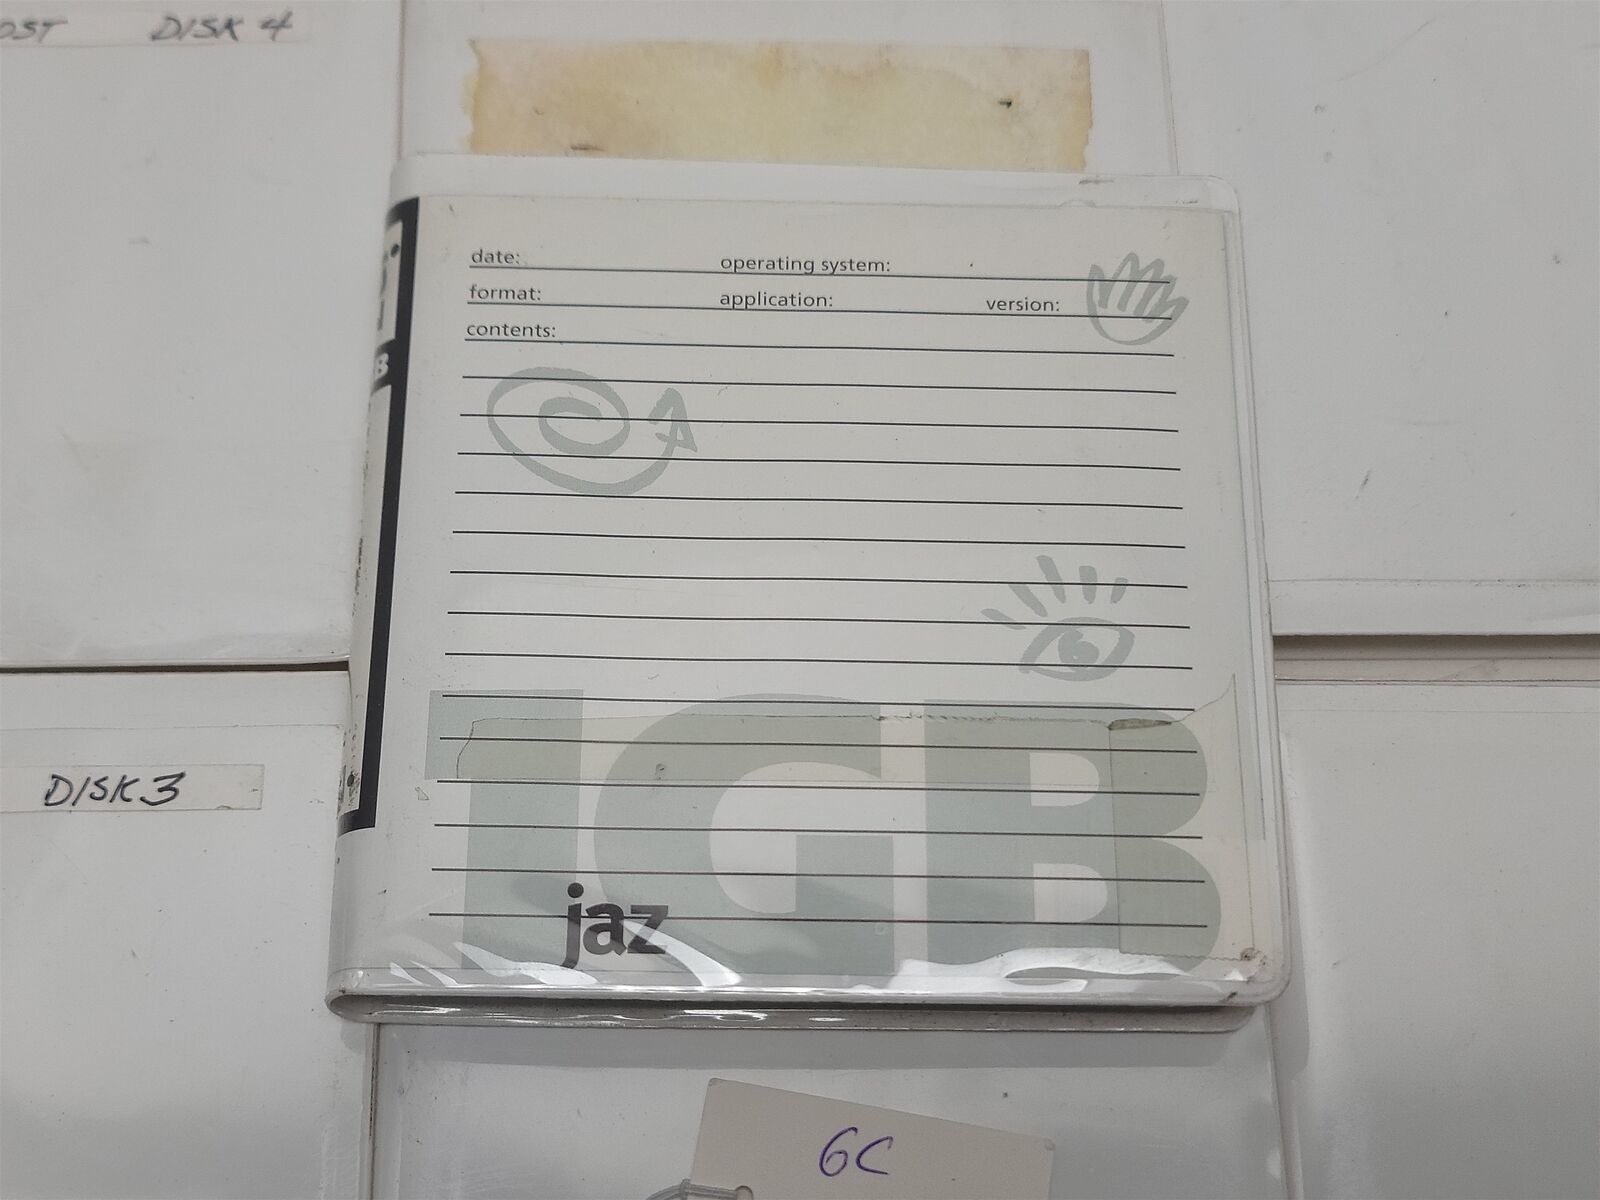 DISK 4
date: operating system:
format: application: version:
contents:
DISK 3
1GB
jaz
6C